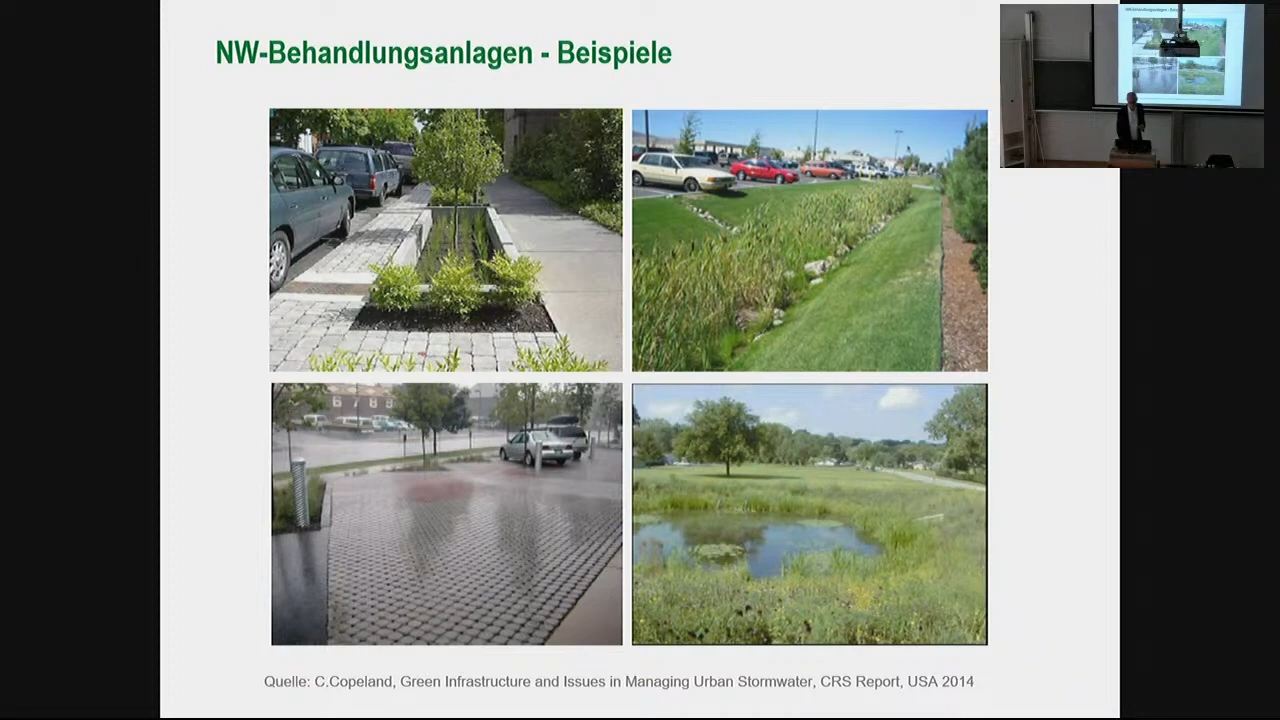 NW-Behandlungsanlagen - Beispiele
Quelle: C.Copeland, Green Infrastructure and Issues in Managing Urban Stormwater, CRS Report, USA 2014